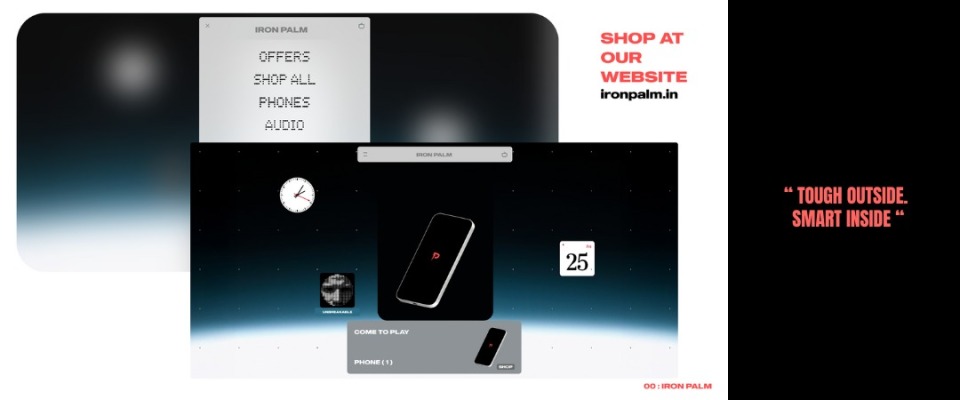 IRON PALM
OFFERS
SHOP ALL
PHONES
AUDIO
SHOP AT
OUR
WEBSITE
ironpalm.in
IRON PALM
25
UNBREAKABLE
COME TO PLAY
PHONE ( 1 )
SHOP
00 : IRON PALM
“ TOUGH OUTSIDE.
SMART INSIDE “